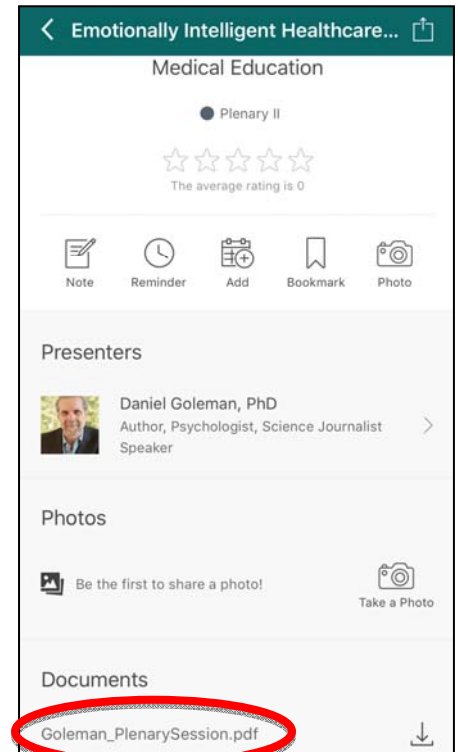 Emotionally Intelligent Healthcare...
Medical Education
Plenary II
The average rating is 0
Note Reminder Add Bookmark Photo
Presenters
Daniel Goleman, PhD
Author, Psychologist, Science Journalist
Speaker
Photos
Be the first to share a photo!
Take a Photo
Documents
Goleman_PlenarySession.pdf